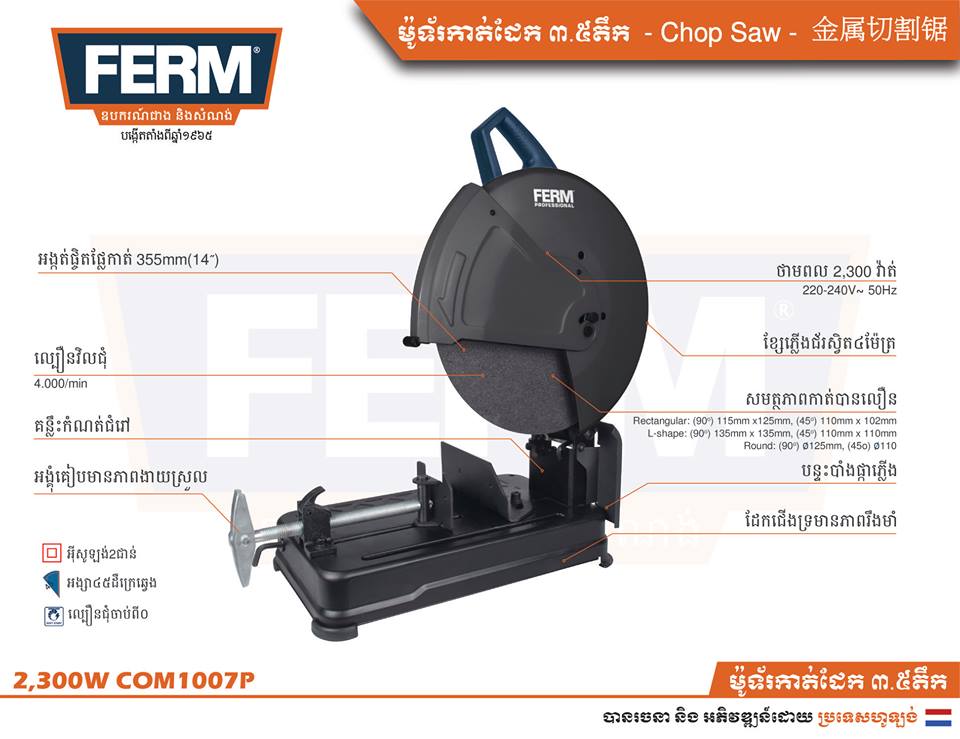 FERM®
ឧបករណ៍ជាង និងសំណង់
បង្កើតតាំងពីឆ្នាំ១៩៦៥
ម៉ូទ័រកាត់ដែក ៣.៥តឹក - Chop Saw - 金属切割锯
FERM
PROFESSIONAL
អង្កត់ផ្ចិតផ្លែកាត់ 355mm(14˝)
ល្បឿនវិលជុំ
4.000/min
គន្លឹះកំណត់ជំរៅ
អង្គុំគៀបមានភាពងាយស្រួល
ថាមពល 2,300 វ៉ាត់
220-240V~ 50Hz
ខ្សែភ្លើងជ័រស្វិត៤ម៉ែត្រ
សមត្ថភាពកាត់បានលឿន
Rectangular: (90º) 115mm x125mm, (45º) 110mm x 102mm
L-shape: (90º) 135mm x 135mm, (45º) 110mm x 110mm
Round: (90º) ø125mm, (45o) ø110
បន្ទះបាំងផ្កាភ្លើង
ដែកជើងទ្រមានភាពរឹងមាំ
អ៊ីសូឡង់2ជាន់
អង្សា៤៥ដឺក្រេឆ្វេង
ល្បឿនជុំចាប់ពី០
2,300W COM1007P
ម៉ូទ័រកាត់ដែក ៣.៥តឹក
បានរចនា និង អភិវឌ្ឍន៍ដោយ ប្រទេសហូឡង់